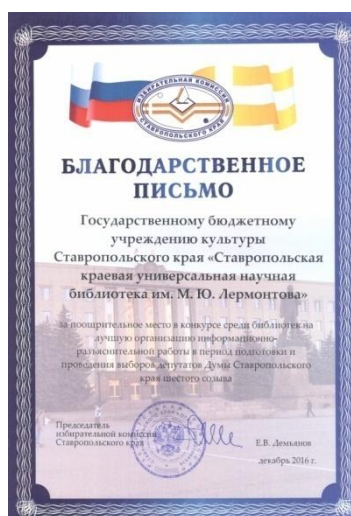 ИЗБИРАТЕЛЬНАЯ КОМИССИЯ
СТАВРОПОЛЬСКОГО КРАЯ
БЛАГОДАРСТВЕННОЕ
ПИСЬМО
Государственному бюджетному
учреждению культуры
Ставропольского края «Ставропольская
краевая универсальная научная
библиотека им. М. Ю. Лермонтова»
за поощрительное место в конкурсе среди библиотек на
лучшую организацию информационно-
разъяснительной работы в период подготовки и
проведения выборов депутатов Думы Ставропольского
края шестого созыва
Председатель
избирательной комиссии
Ставропольского края
Е.В. Демьянов
декабрь 2016 г.